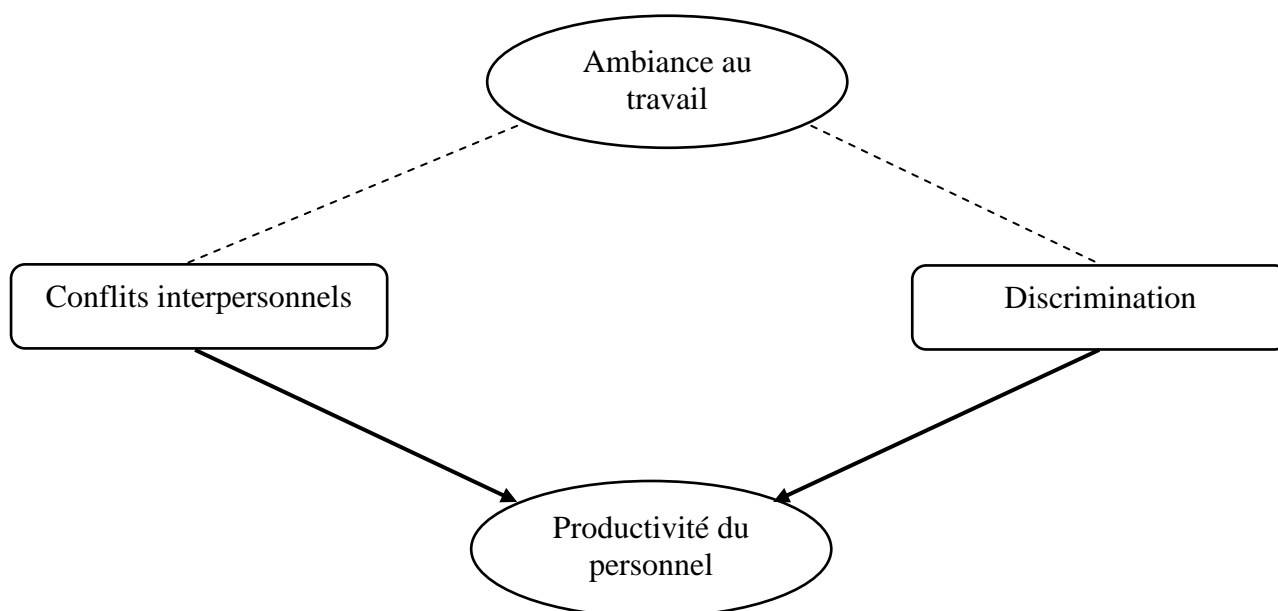 Ambiance au
travail
Conflits interpersonnels
Discrimination
Productivité du
personnel